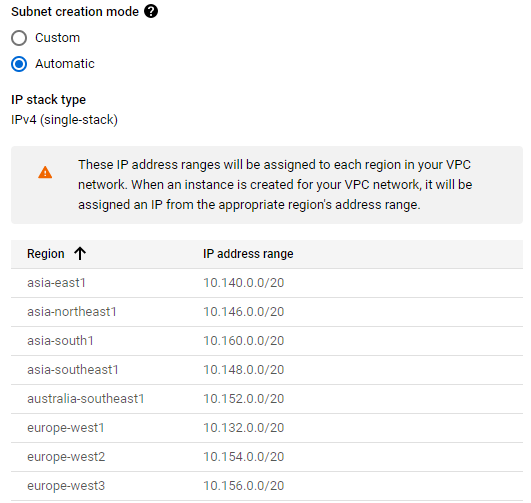 Subnet creation mode
Custom
Automatic
IP stack type
IPv4 (single-stack)
These IP address ranges will be assigned to each region in your VPC
network. When an instance is created for your VPC network, it will be
assigned an IP from the appropriate region's address range.
Region IP address range
asia-east1 10.140.0.0/20
asia-northeast1 10.146.0.0/20
asia-south1 10.160.0.0/20
asia-southeast1 10.148.0.0/20
australia-southeast1 10.152.0.0/20
europe-west1 10.132.0.0/20
europe-west2 10.154.0.0/20
europe-west3 10.156.0.0/20